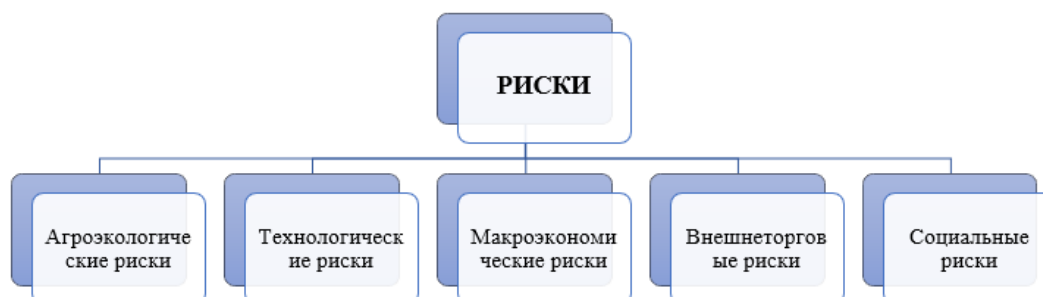 РИСКИ
Агроэкологиче
ские риски
Технологическ
ие риски
Макроэкономи
ческие риски
Внешнеторгов
ые риски
Социальные
риски